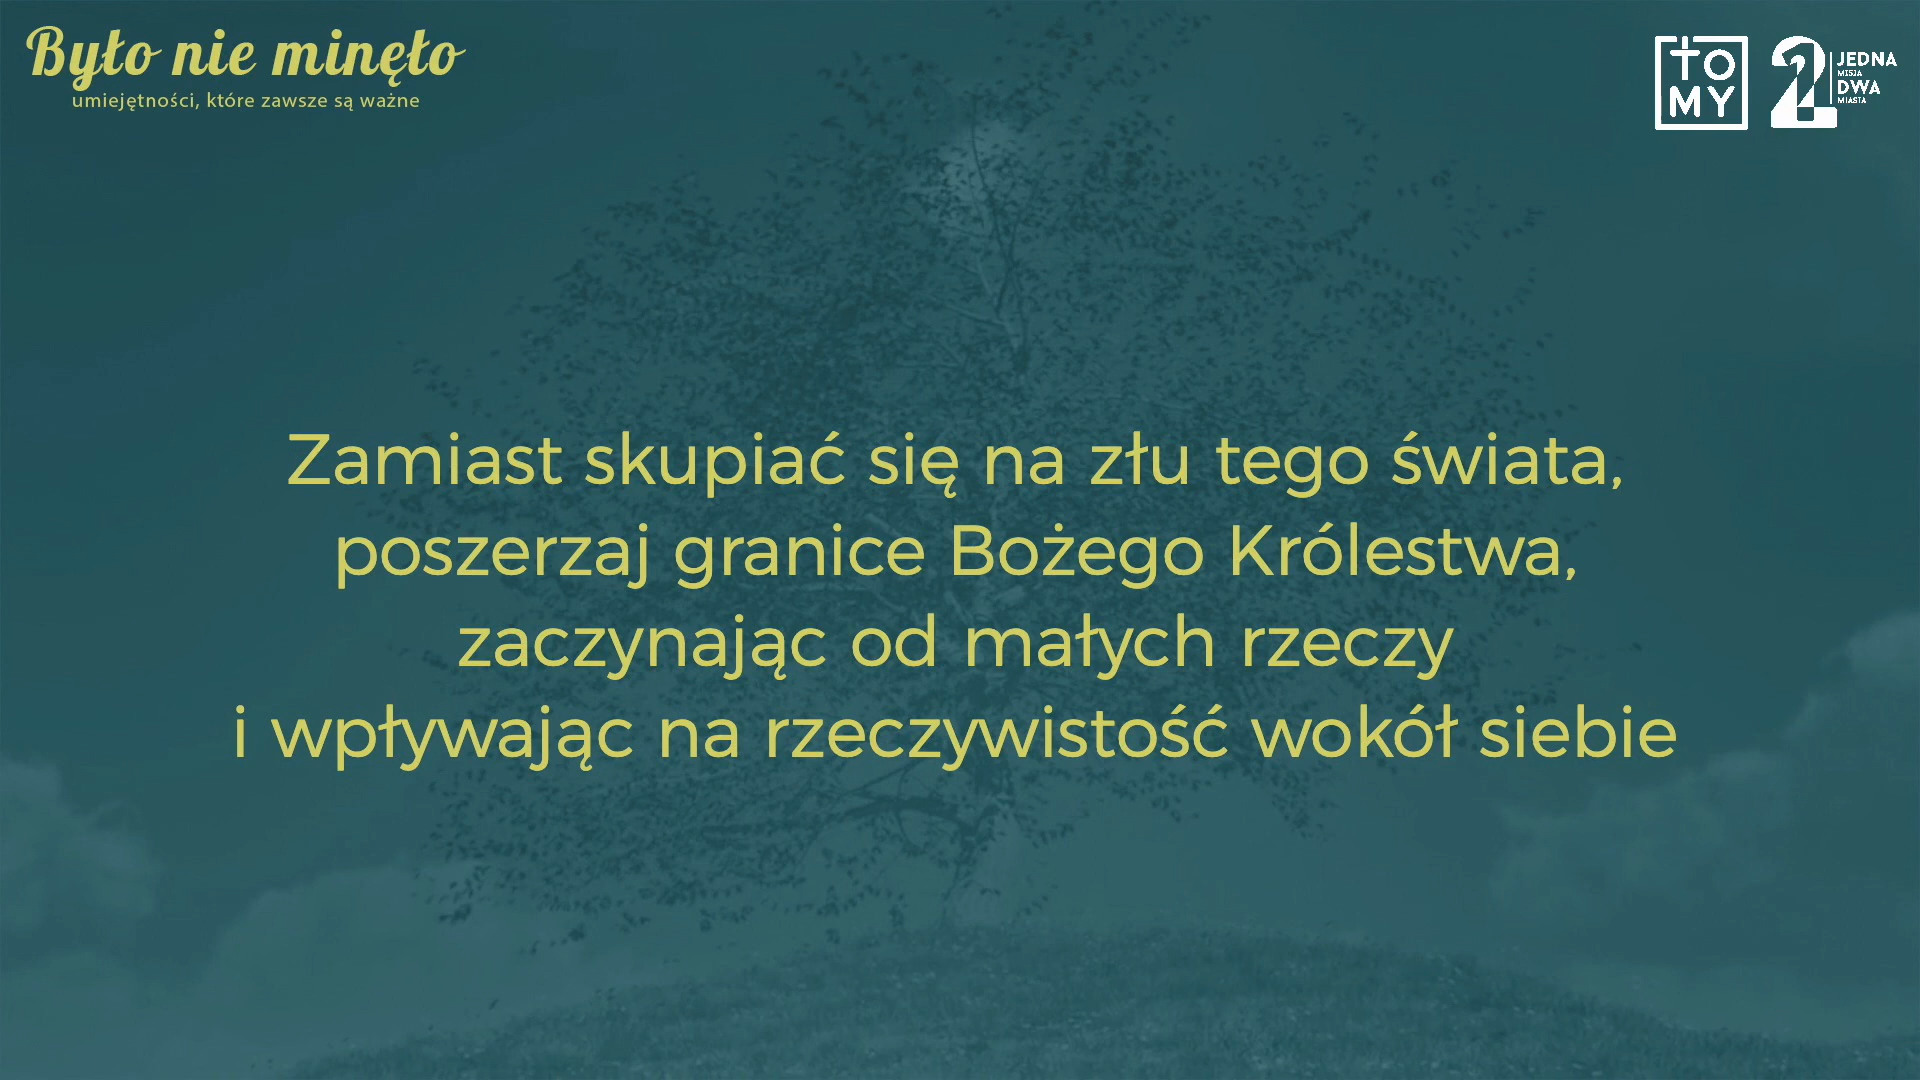 Było nie minęło
umiejętności, które zawsze są ważne
TO
MY
2
JEDNA
MISJA
DWA
MIASTA
Zamiast skupiać się na złu tego świata,
poszerzaj granice Bożego Królestwa,
zaczynając od małych rzeczy
i wpływając na rzeczywistość wokół siebie